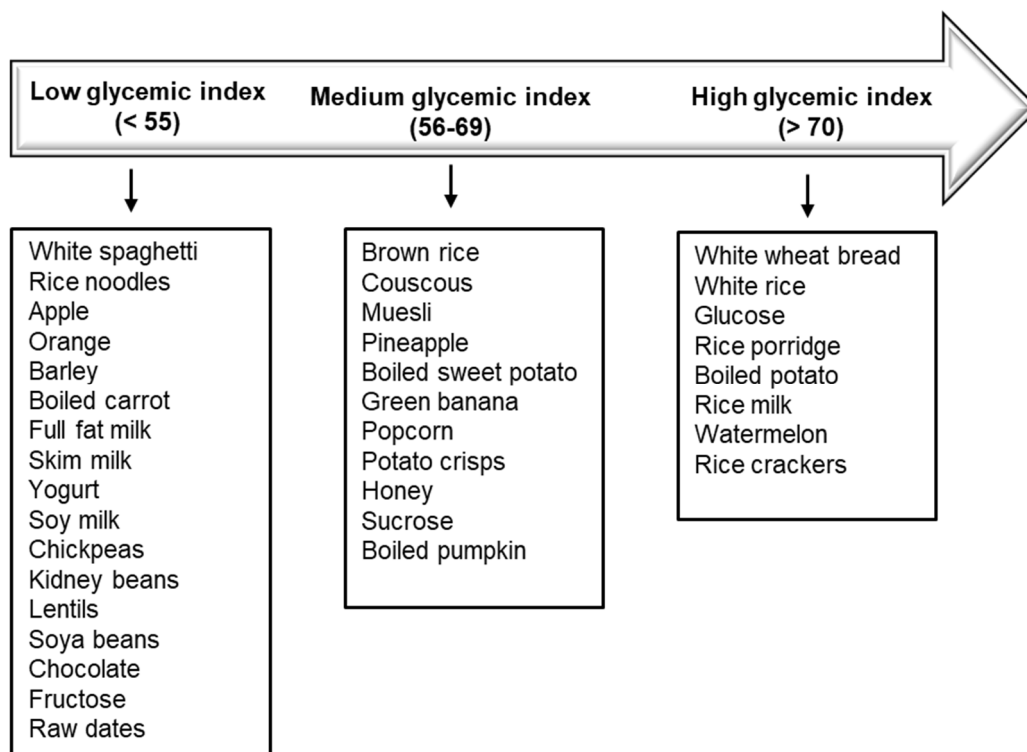 Low glycemic index
(< 55)
Medium glycemic index
(56-69)
High glycemic index
(> 70)
White spaghetti
Rice noodles
Apple
Orange
Barley
Boiled carrot
Full fat milk
Skim milk
Yogurt
Soy milk
Chickpeas
Kidney beans
Lentils
Soya beans
Chocolate
Fructose
Raw dates
Brown rice
Couscous
Muesli
Pineapple
Boiled sweet potato
Green banana
Popcorn
Potato crisps
Honey
Sucrose
Boiled pumpkin
White wheat bread
White rice
Glucose
Rice porridge
Boiled potato
Rice milk
Watermelon
Rice crackers